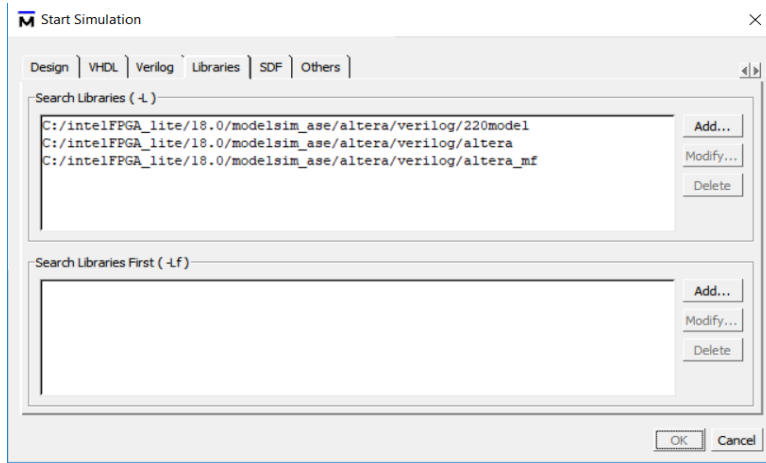 M Start Simulation
Design VHDL Verilog Libraries SDF Others
Search Libraries ( -L )
C:/intelFPGA_lite/18.0/modelsim_ase/altera/verilog/220model
C:/intelFPGA_lite/18.0/modelsim_ase/altera/verilog/altera
C:/intelFPGA_lite/18.0/modelsim_ase/altera/verilog/altera_mf
Add...
Modify...
Delete
Search Libraries First ( -Lf )
Add...
Modify...
Delete
OK Cancel